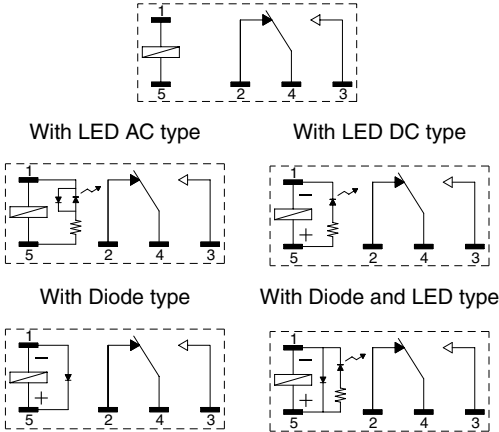 1
5 2 4 3
With LED AC type With LED DC type
1 1 −
5 2 4 3 + 5 2 4 3
With Diode type With Diode and LED type
1 − 1 −
+ 5 2 4 3 + 5 2 4 3